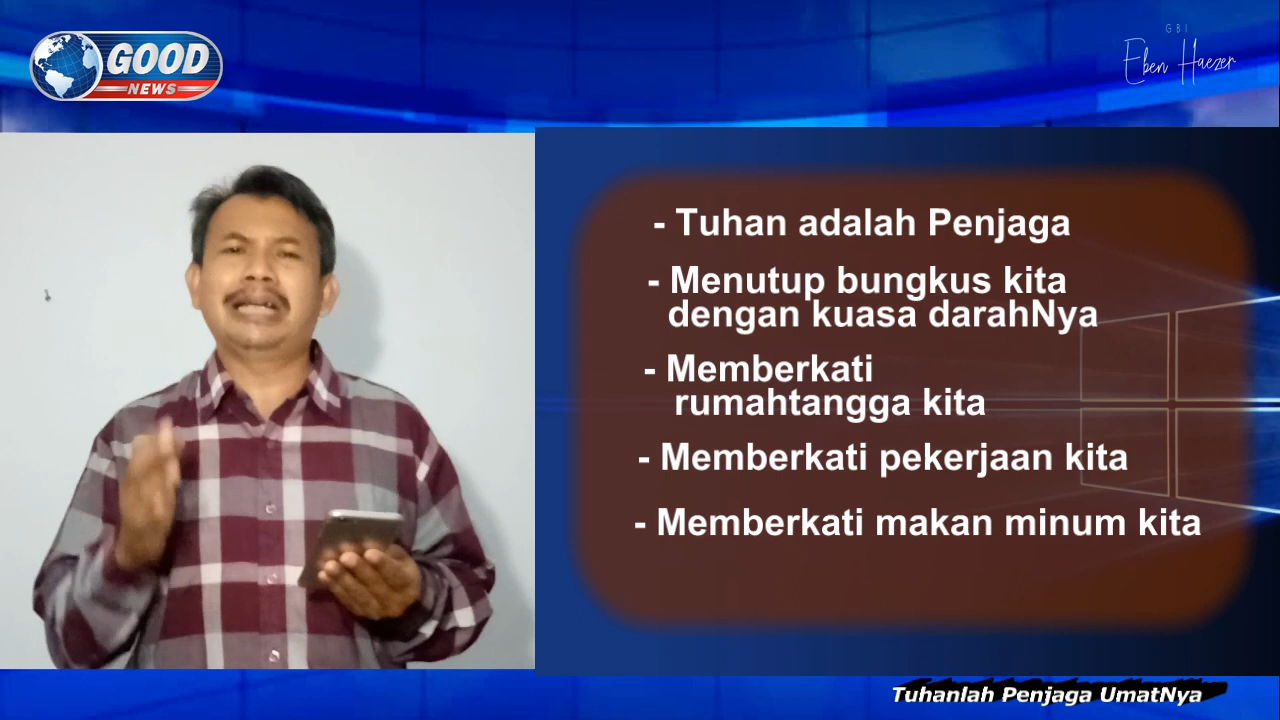 GOOD
NEWS
GBI
Eben Haezer
- Tuhan adalah Penjaga
- Menutup bungkus kita
dengan kuasa darahNya
- Memberkati
rumahtangga kita
- Memberkati pekerjaan kita
- Memberkati makan minum kita
Tuhanlah Penjaga UmatNya